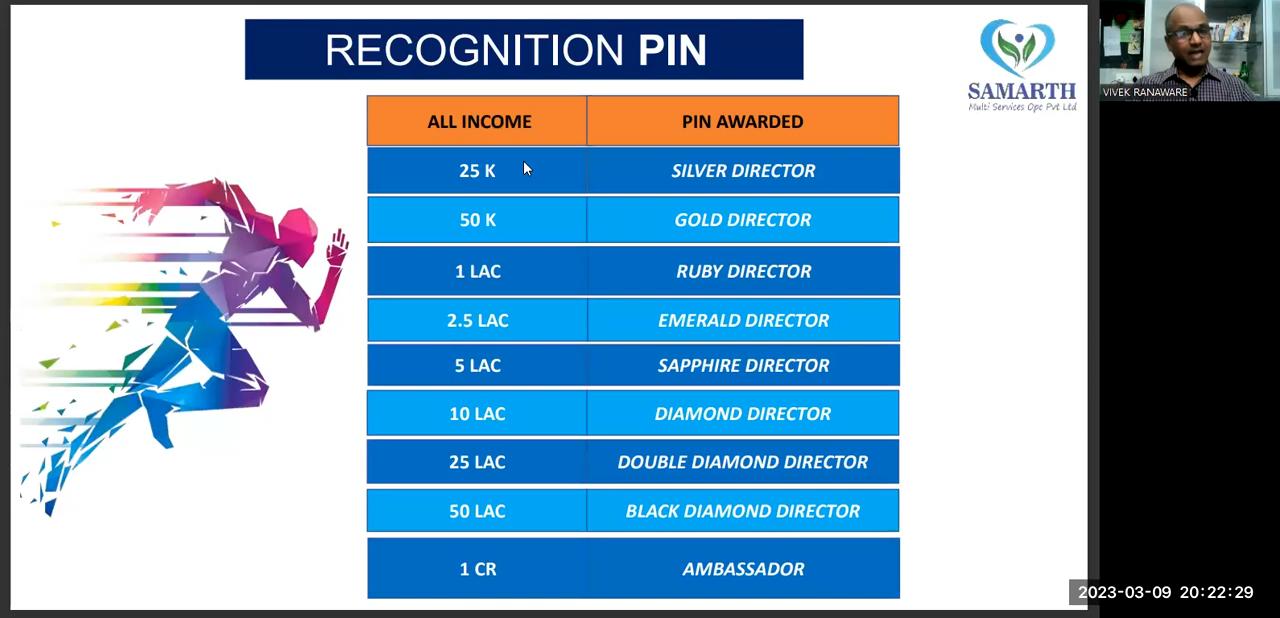 RECOGNITION PIN
SAMARTH
Multi Services Opc Pvt Ltd
VIVEK RANAWARE
ALL INCOME PIN AWARDED
25 K SILVER DIRECTOR
50 K GOLD DIRECTOR
1 LAC RUBY DIRECTOR
2.5 LAC EMERALD DIRECTOR
5 LAC SAPPHIRE DIRECTOR
10 LAC DIAMOND DIRECTOR
25 LAC DOUBLE DIAMOND DIRECTOR
50 LAC BLACK DIAMOND DIRECTOR
1 CR AMBASSADOR
2023-03-09 20:22:29